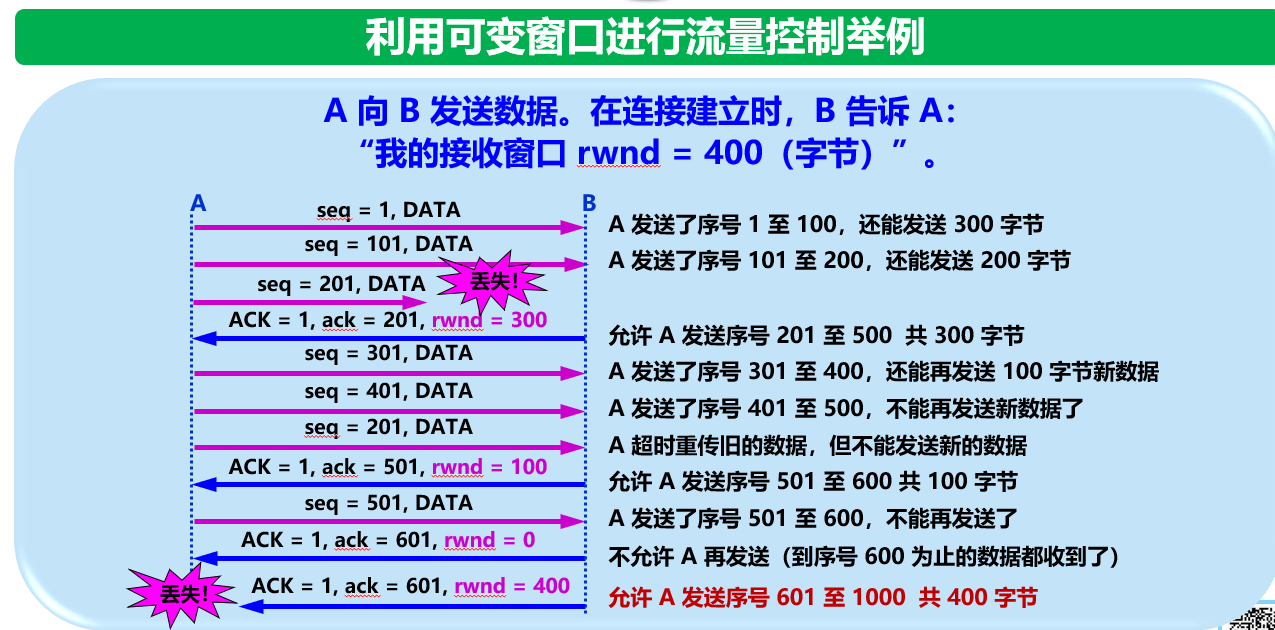 利用可变窗口进行流量控制举例
A 向 B 发送数据。在连接建立时，B 告诉 A：
“我的接收窗口 rwnd = 400（字节）”。
A B
seq = 1, DATA
A 发送了序号 1 至 100，还能发送 300 字节
seq = 101, DATA
A 发送了序号 101 至 200，还能发送 200 字节
丢失!
seq = 201, DATA
ACK = 1, ack = 201, rwnd = 300
允许 A 发送序号 201 至 500 共 300 字节
seq = 301, DATA
A 发送了序号 301 至 400，还能再发送 100 字节新数据
seq = 401, DATA
A 发送了序号 401 至 500，不能再发送新数据了
seq = 201, DATA
A 超时重传旧的数据，但不能发送新的数据
ACK = 1, ack = 501, rwnd = 100
允许 A 发送序号 501 至 600 共 100 字节
seq = 501, DATA
A 发送了序号 501 至 600，不能再发送了
ACK = 1, ack = 601, rwnd = 0
不允许 A 再发送（到序号 600 为止的数据都收到了）
丢失!
ACK = 1, ack = 601, rwnd = 400
允许 A 发送序号 601 至 1000 共 400 字节